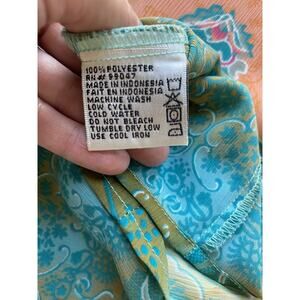 100% POLYESTER
RN# 99047
MADE IN INDONESIA
FAIT EN INDONESIA
MACHINE WASH
LOW CYCLE
COLD WATER
DO NOT BLEACH
TUMBLE DRY LOW
USE COOL IRON